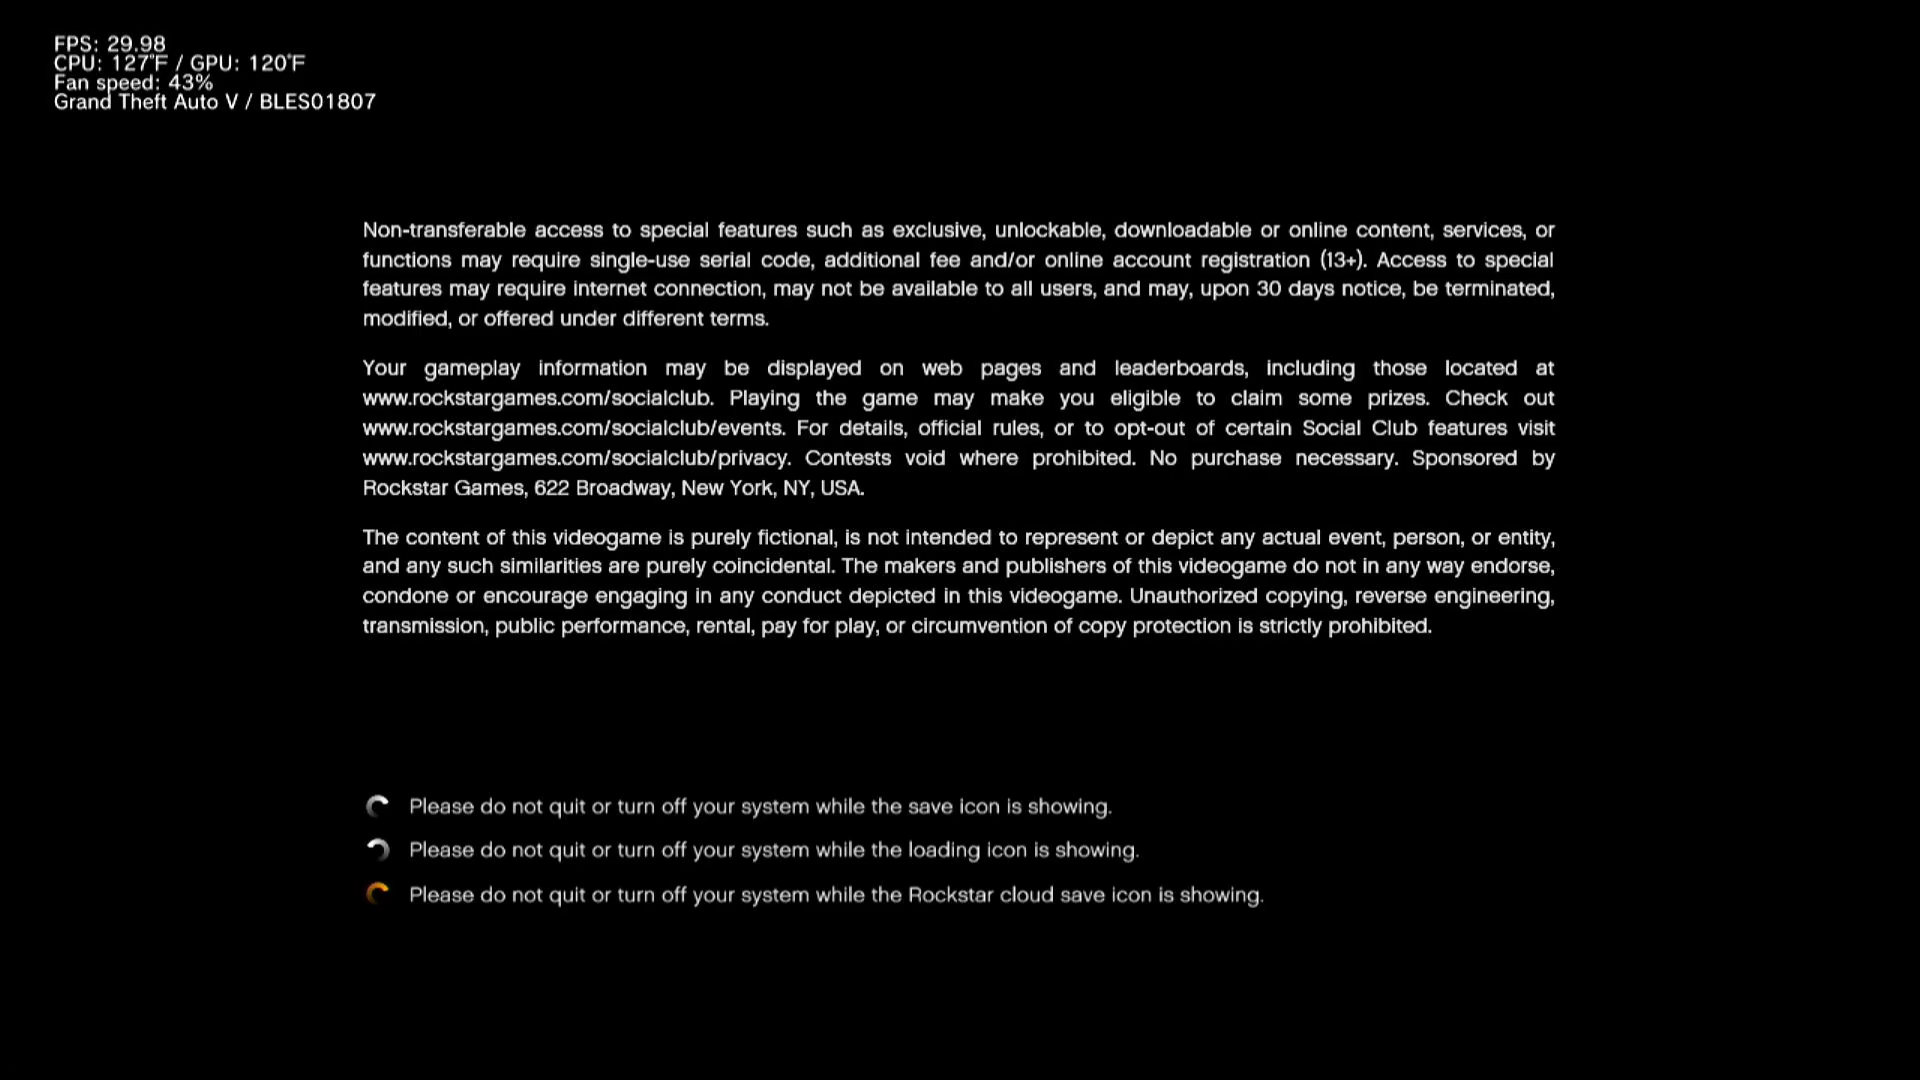 FPS: 29.98
CPU: 127°F / GPU: 120°F
Fan speed: 43%
Grand Theft Auto V / BLES01807
Non-transferable access to special features such as exclusive, unlockable, downloadable or online content, services, or
functions may require single-use serial code, additional fee and/or online account registration (13+). Access to special
features may require internet connection, may not be available to all users, and may, upon 30 days notice, be terminated,
modified, or offered under different terms.
Your gameplay information may be displayed on web pages and leaderboards, including those located at
www.rockstargames.com/socialclub. Playing the game may make you eligible to claim some prizes. Check out
www.rockstargames.com/socialclub/events. For details, official rules, or to opt-out of certain Social Club features visit
www.rockstargames.com/socialclub/privacy. Contests void where prohibited. No purchase necessary. Sponsored by
Rockstar Games, 622 Broadway, New York, NY, USA.
The content of this videogame is purely fictional, is not intended to represent or depict any actual event, person, or entity,
and any such similarities are purely coincidental. The makers and publishers of this videogame do not in any way endorse,
condone or encourage engaging in any conduct depicted in this videogame. Unauthorized copying, reverse engineering,
transmission, public performance, rental, pay for play, or circumvention of copy protection is strictly prohibited.
Please do not quit or turn off your system while the save icon is showing.
Please do not quit or turn off your system while the loading icon is showing.
Please do not quit or turn off your system while the Rockstar cloud save icon is showing.